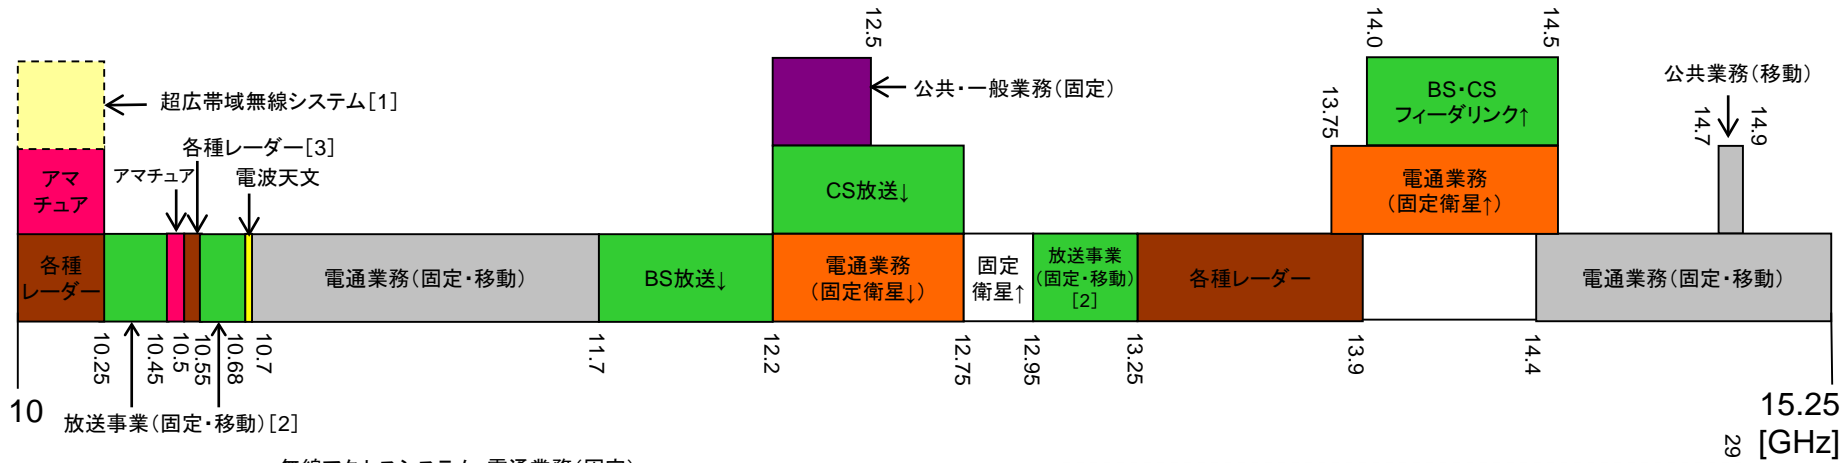 12.5
14.0
14.5
超広帯域無線システム[1]
公共・一般業務(固定)
13.75
BS・CS
フィーダリンク↑
公共業務(移動)
14.7
14.9
各種レーダー[3]
アマチュア
電波天文
アマ
チュア
CS放送↓
電通業務
(固定衛星↑)
各種
レーダー
電通業務(固定・移動)
BS放送↓
電通業務
(固定衛星↓)
固定
衛星↑
放送事業
(固定・移動)
[2]
各種レーダー
電通業務(固定・移動)
10.25
10.45
10.5
10.55
10.68
10.7
11.7
12.2
12.75
12.95
13.25
13.9
14.4
10
放送事業(固定・移動)[2]
15.25
[GHz]
29